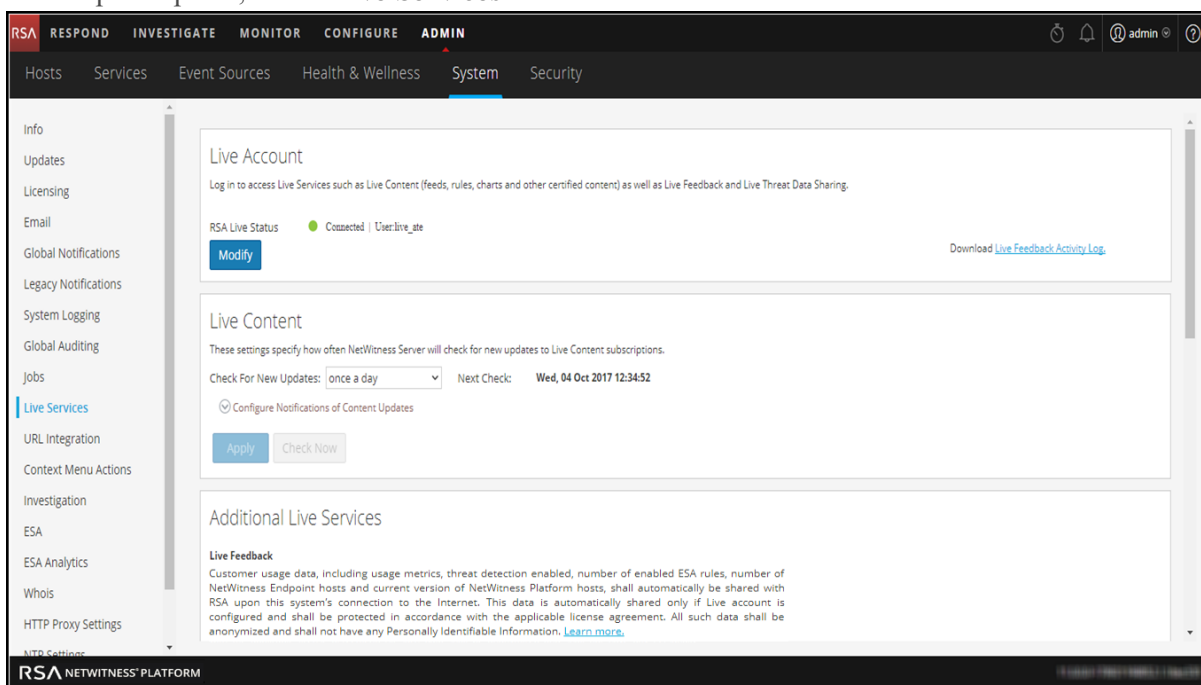 RSA RESPOND INVESTIGATE MONITOR CONFIGURE ADMIN admin
Hosts Services Event Sources Health & Wellness System Security
Info
Updates
Licensing
Email
Global Notifications
Legacy Notifications
System Logging
Global Auditing
Jobs
Live Services
URL Integration
Context Menu Actions
Investigation
ESA
ESA Analytics
Whois
HTTP Proxy Settings
NTP Settings
Live Account
Log in to access Live Services such as Live Content (feeds, rules, charts and other certified content) as well as Live Feedback and Live Threat Data Sharing.
RSA Live Status Connected | User:live_ate
Modify
Download Live Feedback Activity Log.
Live Content
These settings specify how often NetWitness Server will check for new updates to Live Content subscriptions.
Check For New Updates: once a day Next Check: Wed, 04 Oct 2017 12:34:52
Configure Notifications of Content Updates
Apply Check Now
Additional Live Services
Live Feedback
Customer usage data, including usage metrics, threat detection enabled, number of enabled ESA rules, number of
NetWitness Endpoint hosts and current version of NetWitness Platform hosts, shall automatically be shared with
RSA upon this system's connection to the Internet. This data is automatically shared only if Live account is
configured and shall be protected in accordance with the applicable license agreement. All such data shall be
anonymized and shall not have any Personally Identifiable Information. Learn more.
RSA NETWITNESS® PLATFORM